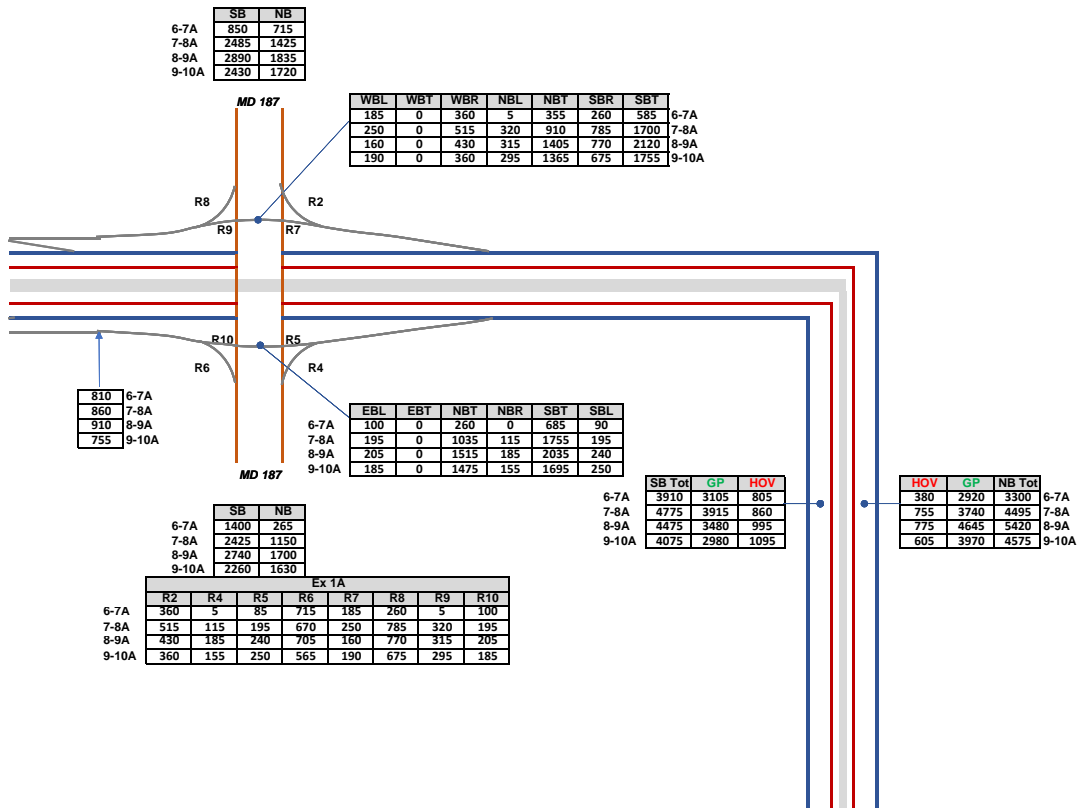 SB NB
6-7A 850 715
7-8A 2485 1425
8-9A 2890 1835
9-10A 2430 1720
MD 187
WBL WBT WBR NBL NBT SBR SBT
185 0 360 5 355 260 585 6-7A
250 0 515 320 910 785 1700 7-8A
160 0 430 315 1405 770 2120 8-9A
190 0 360 295 1365 675 1755 9-10A
R8 R2
R9 R7
R10 R5
R6 R4
810 6-7A
860 7-8A
910 8-9A
755 9-10A
EBL EBT NBT NBR SBT SBL
6-7A 100 0 260 0 685 90
7-8A 195 0 1035 115 1755 195
8-9A 205 0 1515 185 2035 240
9-10A 185 0 1475 155 1695 250
MD 187
SB Tot GP HOV
6-7A 3910 3105 805
7-8A 4775 3915 860
8-9A 4475 3480 995
9-10A 4075 2980 1095
HOV GP NB Tot
380 2920 3300 6-7A
755 3740 4495 7-8A
775 4645 5420 8-9A
605 3970 4575 9-10A
SB NB
6-7A 1400 265
7-8A 2425 1150
8-9A 2740 1700
9-10A 2260 1630
Ex 1A
R2 R4 R5 R6 R7 R8 R9 R10
6-7A 360 5 85 715 185 260 5 100
7-8A 515 115 195 670 250 785 320 195
8-9A 430 185 240 705 160 770 315 205
9-10A 360 155 250 565 190 675 295 185